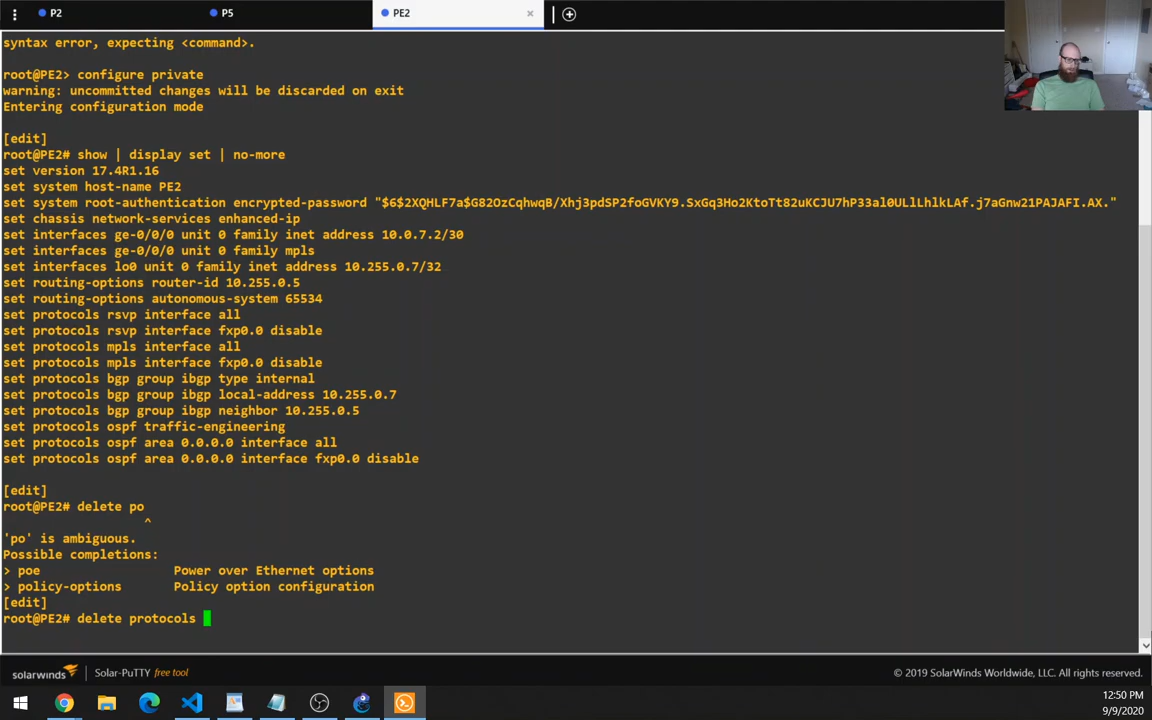 P2
P5
PE2
syntax error, expecting <command>.
root@PE2> configure private
warning: uncommitted changes will be discarded on exit
Entering configuration mode
[edit]
root@PE2# show | display set | no-more
set version 17.4R1.16
set system host-name PE2
set system root-authentication encrypted-password "$6$2XQHLF7a$G82OzCqhwqB/Xhj3pdSP2foGVKY9.SxGq3Ho2KtoTt82uKCJU7hP33al0ULlLhlkLAf.j7aGnw21PAJAFI.AX."
set chassis network-services enhanced-ip
set interfaces ge-0/0/0 unit 0 family inet address 10.0.7.2/30
set interfaces ge-0/0/0 unit 0 family mpls
set interfaces lo0 unit 0 family inet address 10.255.0.7/32
set routing-options router-id 10.255.0.5
set routing-options autonomous-system 65534
set protocols rsvp interface all
set protocols rsvp interface fxp0.0 disable
set protocols mpls interface all
set protocols mpls interface fxp0.0 disable
set protocols bgp group ibgp type internal
set protocols bgp group ibgp local-address 10.255.0.7
set protocols bgp group ibgp neighbor 10.255.0.5
set protocols ospf traffic-engineering
set protocols ospf area 0.0.0.0 interface all
set protocols ospf area 0.0.0.0 interface fxp0.0 disable
[edit]
root@PE2# delete po
^
'po' is ambiguous.
Possible completions:
> poe Power over Ethernet options
> policy-options Policy option configuration
[edit]
root@PE2# delete protocols
solarwinds Solar-PuTTY free tool © 2019 SolarWinds Worldwide, LLC. All rights reserved.
12:50 PM
9/9/2020